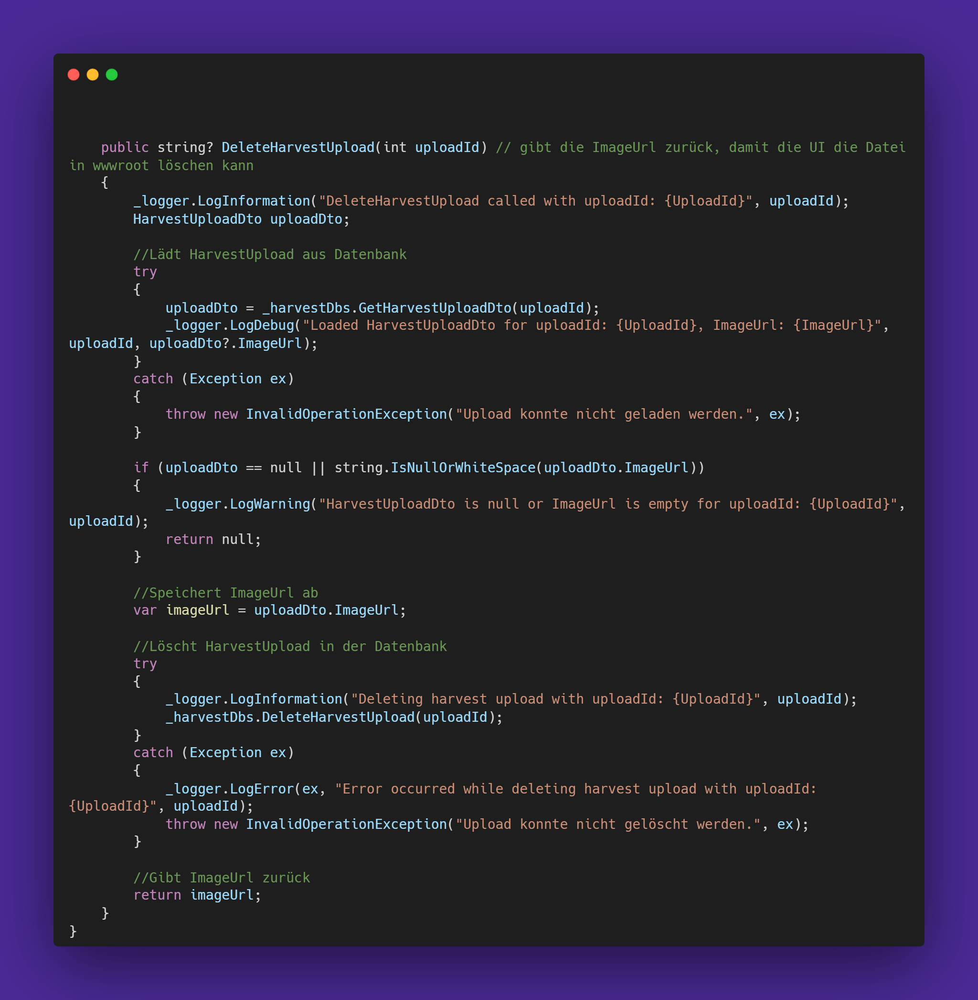 public string? DeleteHarvestUpload(int uploadId) // gibt die ImageUrl zurück, damit die UI die Datei
in wwwroot löschen kann
    {
        _logger.LogInformation("DeleteHarvestUpload called with uploadId: {UploadId}", uploadId);
        HarvestUploadDto uploadDto;

        //Lädt HarvestUpload aus Datenbank
        try
        {
            uploadDto = _harvestDbs.GetHarvestUploadDto(uploadId);
            _logger.LogDebug("Loaded HarvestUploadDto for uploadId: {UploadId}, ImageUrl: {ImageUrl}",
uploadId, uploadDto?.ImageUrl);
        }
        catch (Exception ex)
        {
            throw new InvalidOperationException("Upload konnte nicht geladen werden.", ex);
        }

        if (uploadDto == null || string.IsNullOrWhiteSpace(uploadDto.ImageUrl))
        {
            _logger.LogWarning("HarvestUploadDto is null or ImageUrl is empty for uploadId: {UploadId}",
uploadId);
            return null;
        }

        //Speichert ImageUrl ab
        var imageUrl = uploadDto.ImageUrl;

        //Löscht HarvestUpload in der Datenbank
        try
        {
            _logger.LogInformation("Deleting harvest upload with uploadId: {UploadId}", uploadId);
            _harvestDbs.DeleteHarvestUpload(uploadId);
        }
        catch (Exception ex)
        {
            _logger.LogError(ex, "Error occurred while deleting harvest upload with uploadId:
{UploadId}", uploadId);
            throw new InvalidOperationException("Upload konnte nicht gelöscht werden.", ex);
        }

        //Gibt ImageUrl zurück
        return imageUrl;
    }
}